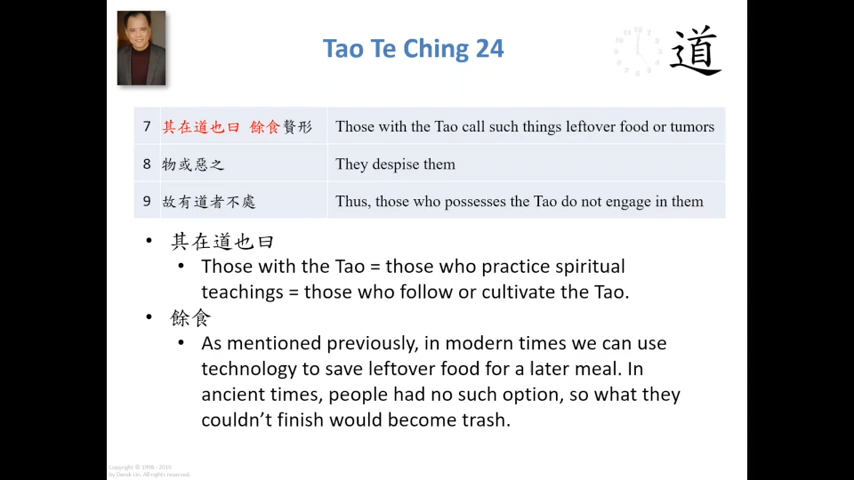 Tao Te Ching 24
道
7 其在道也曰 餘食贅形 Those with the Tao call such things leftover food or tumors
8 物或惡之 They despise them
9 故有道者不處 Thus, those who possesses the Tao do not engage in them
• 其在道也曰
• Those with the Tao = those who practice spiritual
teachings = those who follow or cultivate the Tao.
• 餘食
• As mentioned previously, in modern times we can use
technology to save leftover food for a later meal. In
ancient times, people had no such option, so what they
couldn't finish would become trash.
Copyright © 1998 - 2019
by Derek Lin. All rights reserved.